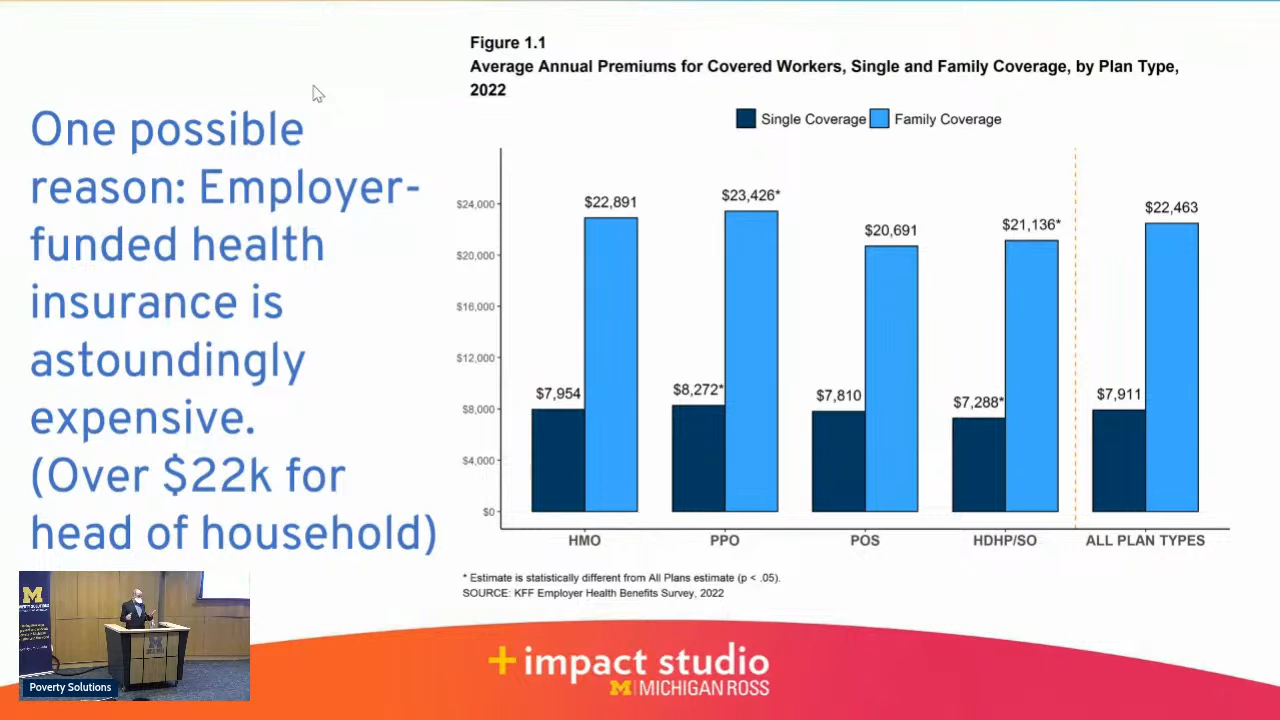 One possible
reason: Employer-
funded health
insurance is
astoundingly
expensive.
(Over $22k for
head of household)
Figure 1.1
Average Annual Premiums for Covered Workers, Single and Family Coverage, by Plan Type,
2022
Single Coverage Family Coverage
$24,000
$20,000
$16,000
$12,000
$8,000
$4,000
$0
$7,954
$22,891
$8,272*
$23,426*
$7,810
$20,691
$7,288*
$21,136*
$7,911
$22,463
HMO PPO POS HDHP/SO ALL PLAN TYPES
* Estimate is statistically different from All Plans estimate (p < .05).
SOURCE: KFF Employer Health Benefits Survey, 2022
M
Poverty Solutions
+ impact studio
M | MICHIGAN ROSS